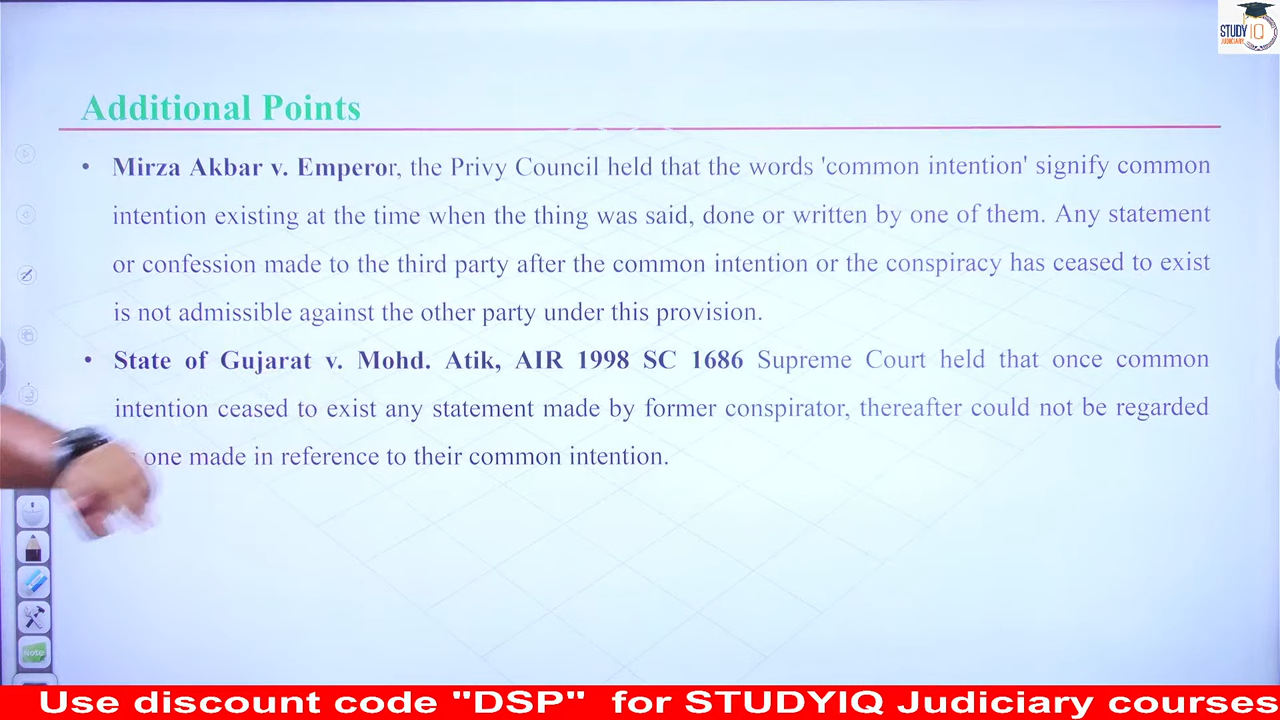 STUDY IQ
JUDICIARY
Additional Points
• Mirza Akbar v. Emperor, the Privy Council held that the words 'common intention' signify common
intention existing at the time when the thing was said, done or written by one of them. Any statement
or confession made to the third party after the common intention or the conspiracy has ceased to exist
is not admissible against the other party under this provision.
• State of Gujarat v. Mohd. Atik, AIR 1998 SC 1686 Supreme Court held that once common
intention ceased to exist any statement made by former conspirator, thereafter could not be regarded
one made in reference to their common intention.
Note
Use discount code "DSP" for STUDYIQ Judiciary courses